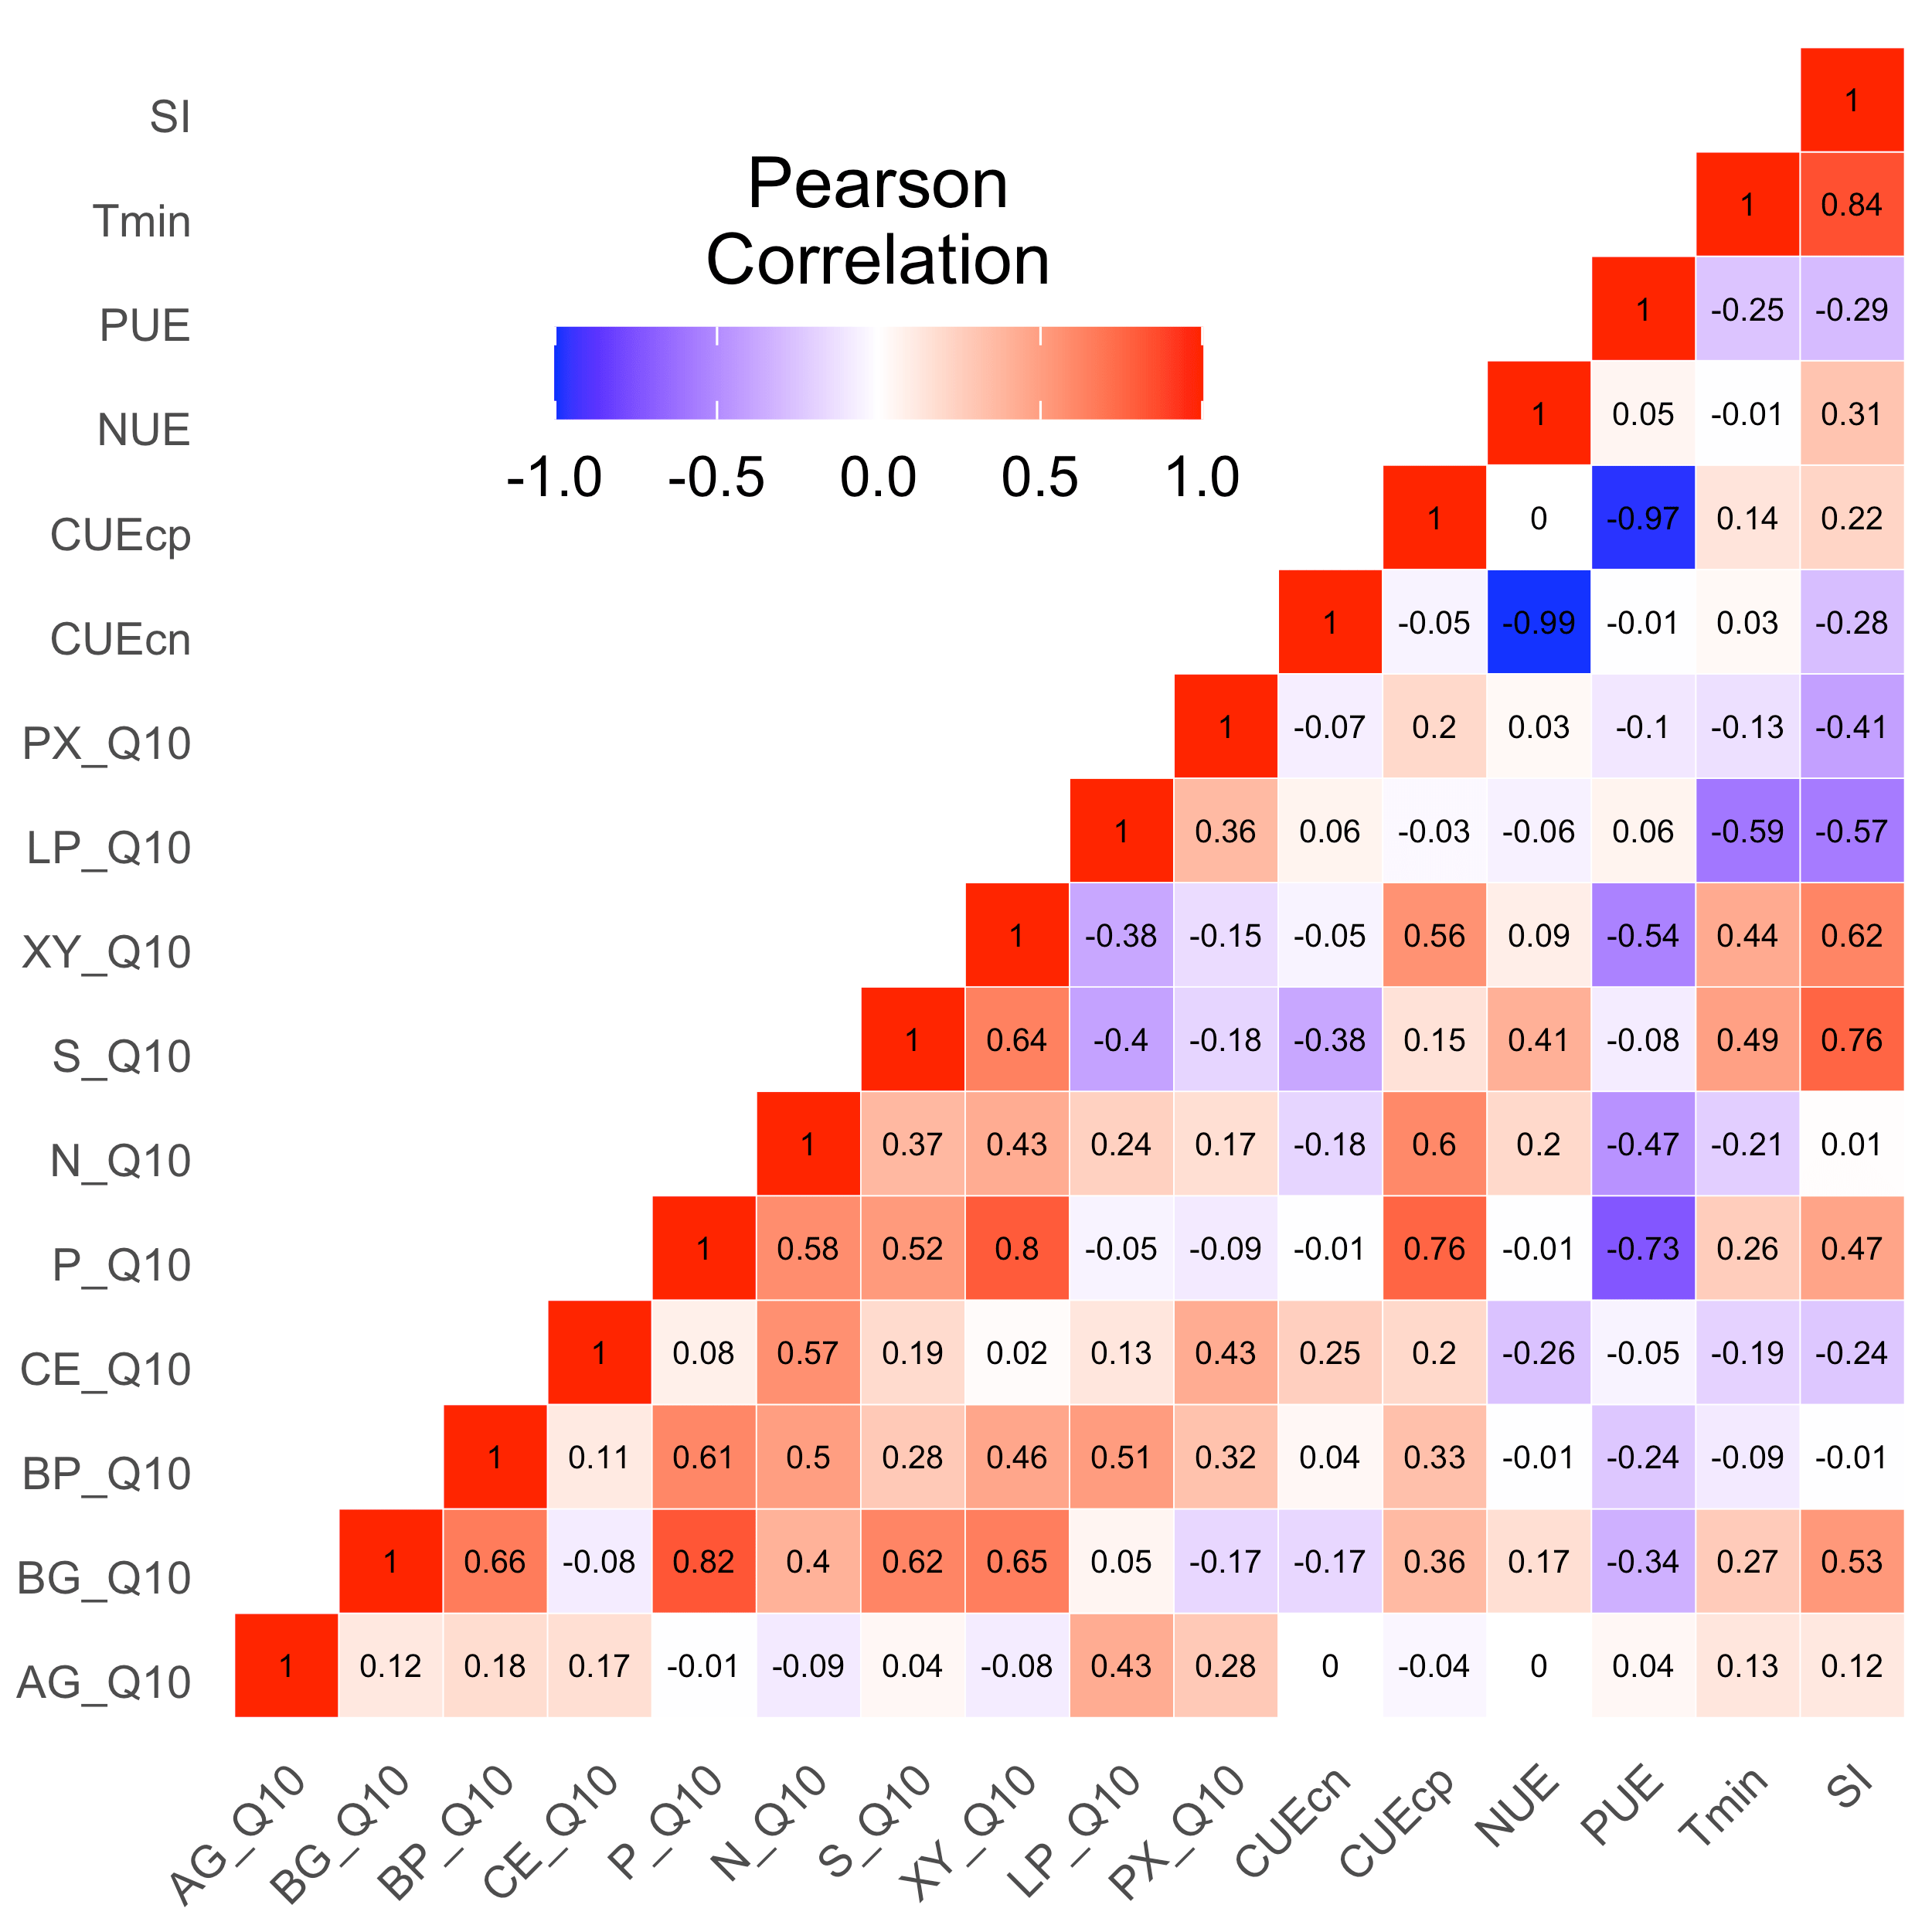 Pearson
Correlation
-1.0 -0.5 0.0 0.5 1.0
SI 1
Tmin 1 0.84
PUE 1 -0.25 -0.29
NUE 1 0.05 -0.01 0.31
CUEcp 1 0 -0.97 0.14 0.22
CUEcn 1 -0.05 -0.99 -0.01 0.03 -0.28
PX_Q10 1 -0.07 0.2 0.03 -0.1 -0.13 -0.41
LP_Q10 1 0.36 0.06 -0.03 -0.06 0.06 -0.59 -0.57
XY_Q10 1 -0.38 -0.15 -0.05 0.56 0.09 -0.54 0.44 0.62
S_Q10 1 0.64 -0.4 -0.18 -0.38 0.15 0.41 -0.08 0.49 0.76
N_Q10 1 0.37 0.43 0.24 0.17 -0.18 0.6 0.2 -0.47 -0.21 0.01
P_Q10 1 0.58 0.52 0.8 -0.05 -0.09 -0.01 0.76 -0.01 -0.73 0.26 0.47
CE_Q10 1 0.08 0.57 0.19 0.02 0.13 0.43 0.25 0.2 -0.26 -0.05 -0.19 -0.24
BP_Q10 1 0.11 0.61 0.5 0.28 0.46 0.51 0.32 0.04 0.33 -0.01 -0.24 -0.09 -0.01
BG_Q10 1 0.66 -0.08 0.82 0.4 0.62 0.65 0.05 -0.17 -0.17 0.36 0.17 -0.34 0.27 0.53
AG_Q10 1 0.12 0.18 0.17 -0.01 -0.09 0.04 -0.08 0.43 0.28 0 -0.04 0 0.04 0.13 0.12
AG_Q10 BG_Q10 BP_Q10 CE_Q10 P_Q10 N_Q10 S_Q10 XY_Q10 LP_Q10 PX_Q10 CUEcn CUEcp NUE PUE Tmin SI